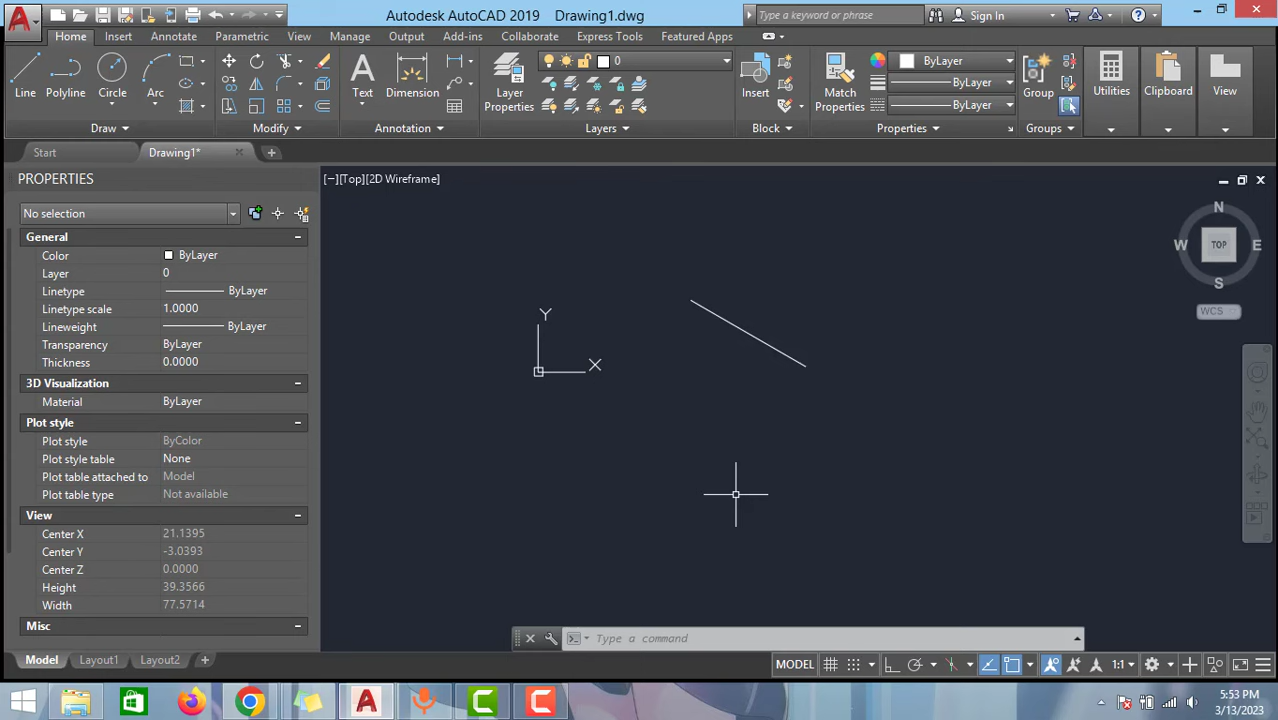 Autodesk AutoCAD 2019 Drawing1.dwg
Type a keyword or phrase
Sign In
Home Insert Annotate Parametric View Manage Output Add-ins Collaborate Express Tools Featured Apps
Line Polyline Circle Arc
Text Dimension
Layer Properties
0
Insert
Match Properties
ByLayer
ByLayer
ByLayer
Group
Utilities Clipboard View
Draw Modify Annotation Layers Block Properties Groups
Start Drawing1*
PROPERTIES
[−][Top][2D Wireframe]
No selection
General
Color ByLayer
Layer 0
Linetype ByLayer
Linetype scale 1.0000
Lineweight ByLayer
Transparency ByLayer
Thickness 0.0000
3D Visualization
Material ByLayer
Plot style
Plot style ByColor
Plot style table None
Plot table attached to Model
Plot table type Not available
View
Center X 21.1395
Center Y -3.0393
Center Z 0.0000
Height 39.3566
Width 77.5714
Misc
Y
X
N
W TOP E
S
WCS
Type a command
Model Layout1 Layout2 +
MODEL 1:1
5:53 PM
3/13/2023